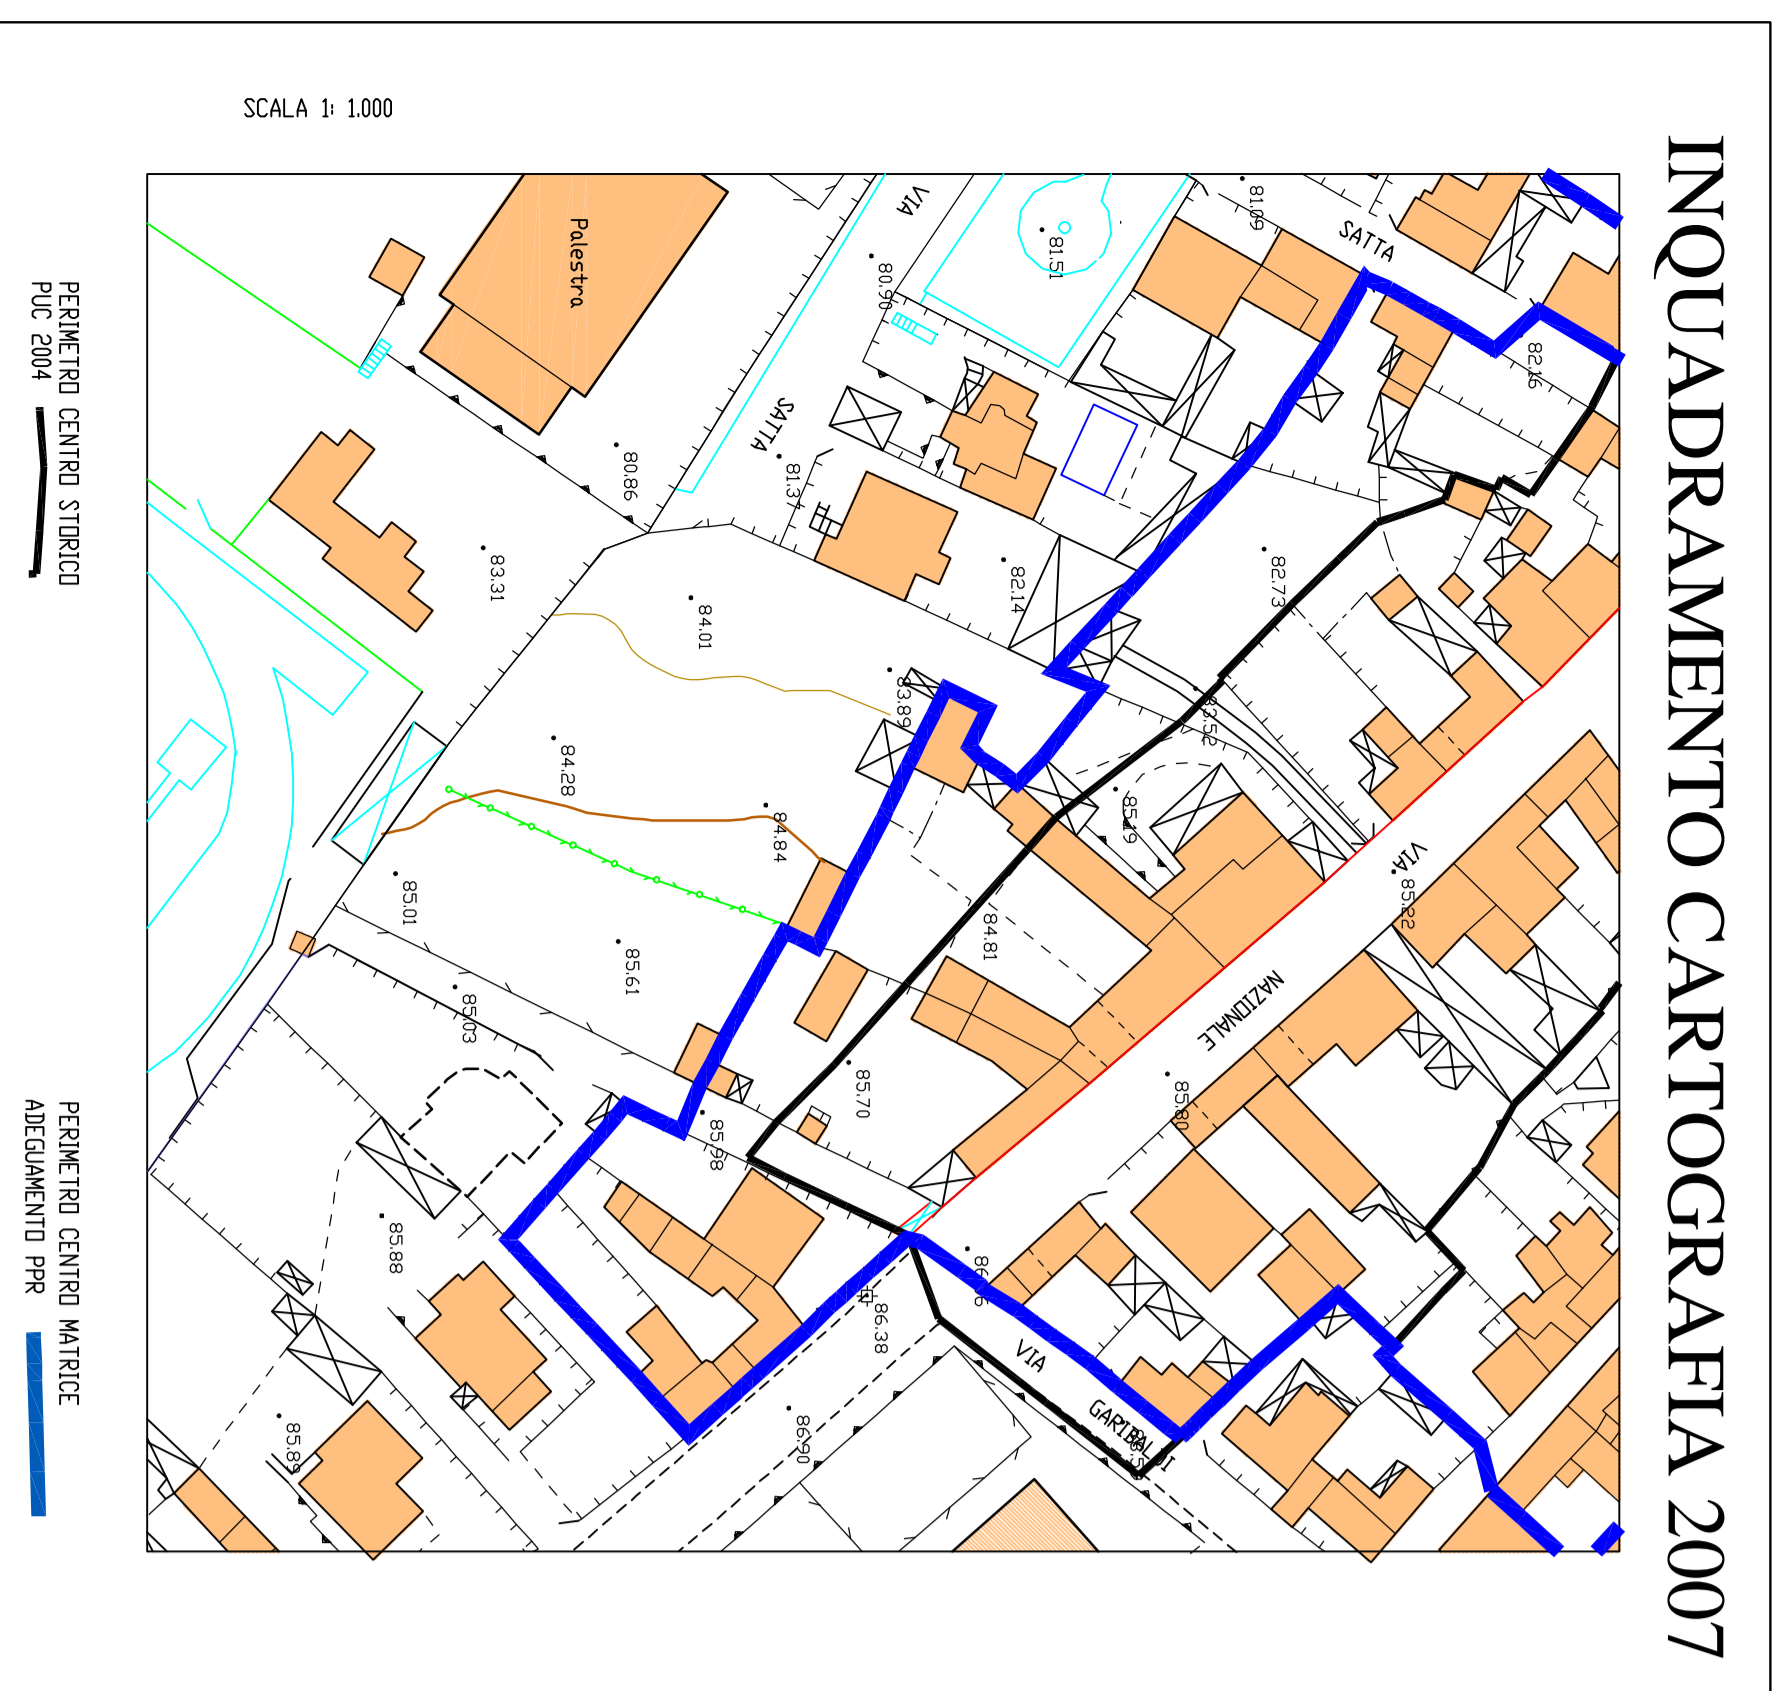 INQUADRAMENTO CARTOGRAFIA 2007
SCALA 1: 1.000
SATTA
81.09
VIA
81.51
80.90
Palestra
82.16
SATTA
81.37
80.86
82.73
82.14
83.31
84.01
83.89
83.52
84.28
85.19
84.84
VIA
85.22
85.01
84.81
85.61
NAZIONALE
85.03
85.70
85.80
85.98
85.88
86.38
VIA
GARIBALDI
86.90
85.89
PERIMETRO CENTRO STORICO
PUC 2004
PERIMETRO CENTRO MATRICE
ADEGUAMENTO PPR